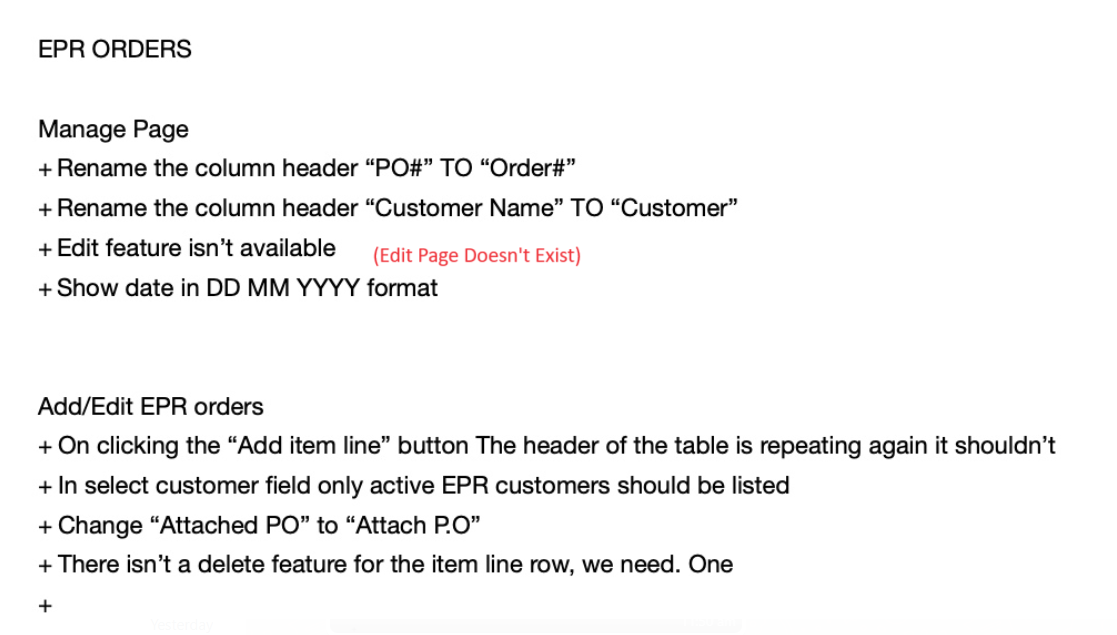 EPR ORDERS
Manage Page
+ Rename the column header “PO#” TO “Order#”
+ Rename the column header “Customer Name” TO “Customer”
+ Edit feature isn’t available (Edit Page Doesn't Exist)
+ Show date in DD MM YYYY format
Add/Edit EPR orders
+ On clicking the “Add item line” button The header of the table is repeating again it shouldn’t
+ In select customer field only active EPR customers should be listed
+ Change “Attached PO” to “Attach P.O”
+ There isn’t a delete feature for the item line row, we need. One
+